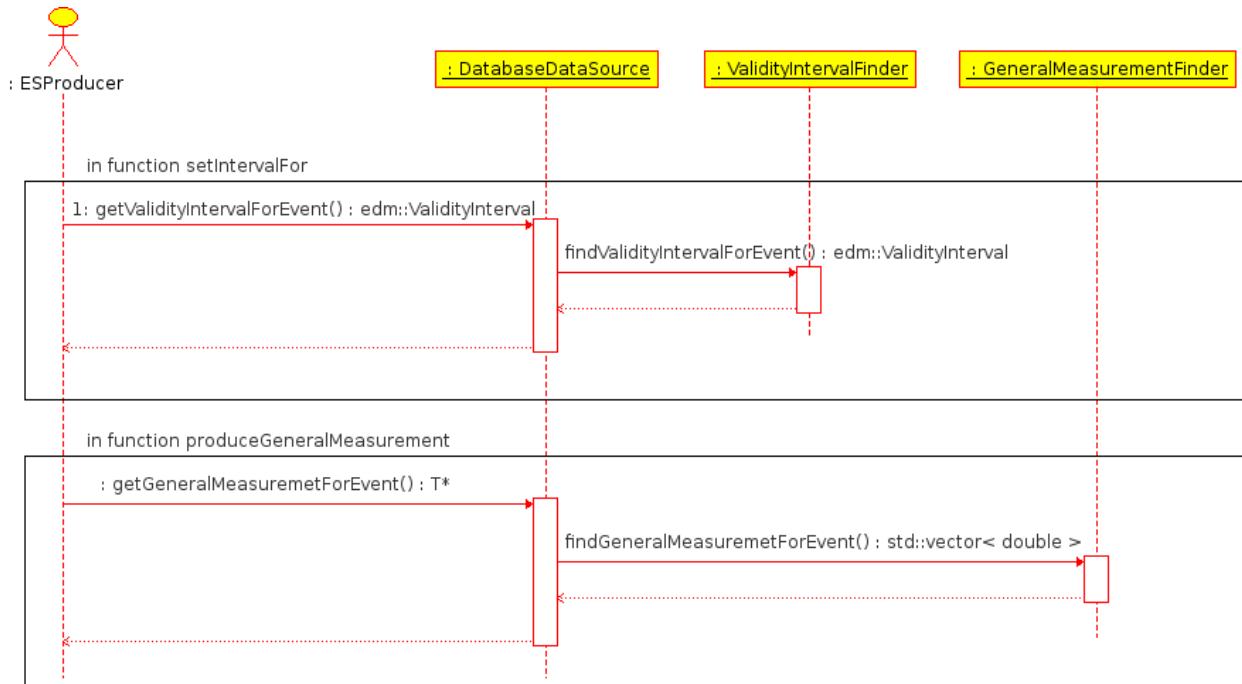 : ESProducer
: DatabaseDataSource
: ValidityIntervalFinder
: GeneralMeasurementFinder
in function setIntervalFor
1: getValidityIntervalForEvent() : edm::ValidityInterval
findValidityIntervalForEvent() : edm::ValidityInterval
in function produceGeneralMeasurement
: getGeneralMeasuremetForEvent() : T*
findGeneralMeasuremetForEvent() : std::vector< double >